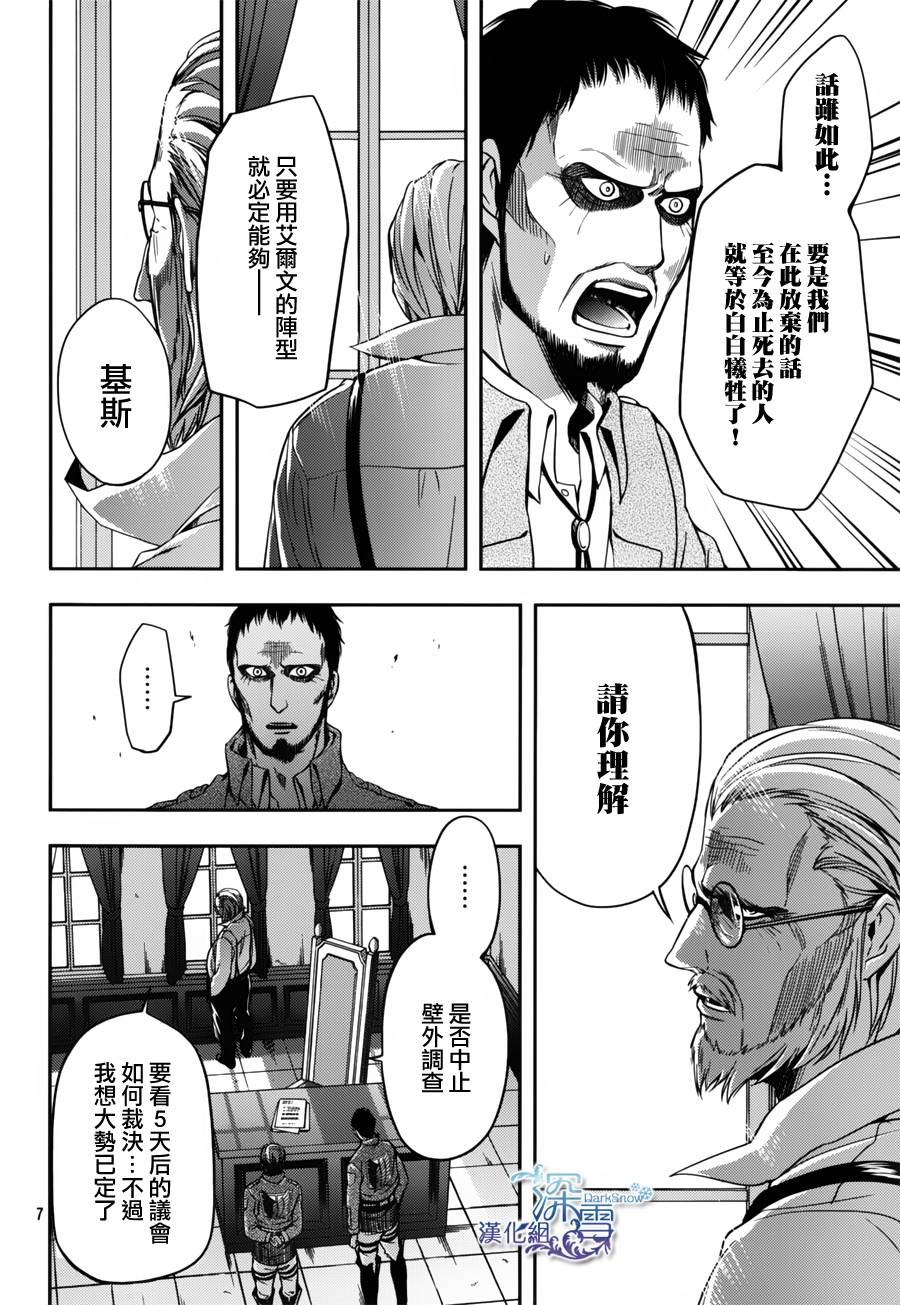 話雖如此…
要是我們
在此放棄的話
至今為止死去的人
就等於白白犧牲了！
只要用艾爾文的陣型
就必定能夠——
基斯
請你理解
……
……
是否中止
壁外調查
要看5天后的議會
如何裁決…不過
我想大勢已定了
7
深雪
DarkSnow
漢化組